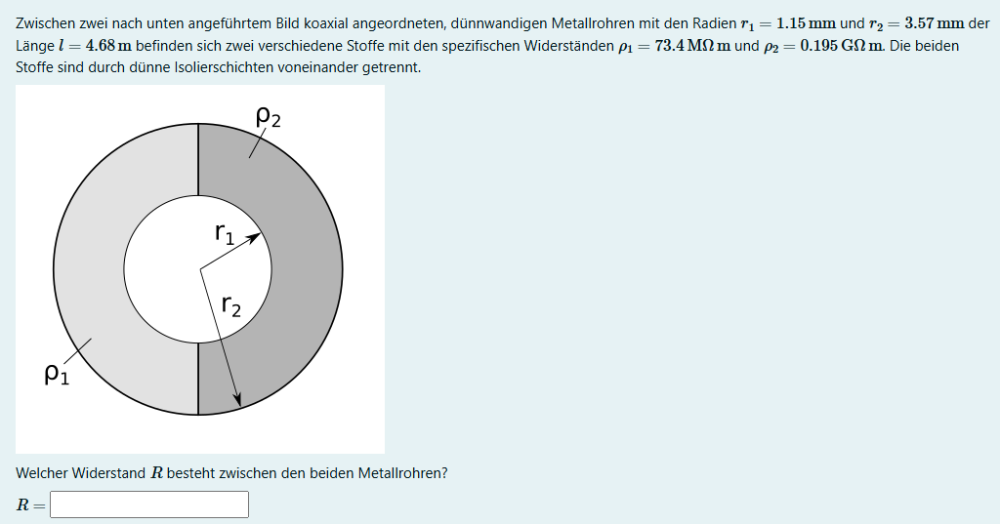 Zwischen zwei nach unten angeführtem Bild koaxial angeordneten, dünnwandigen Metallrohren mit den Radien r₁ = 1.15 mm und r₂ = 3.57 mm der
Länge l = 4.68 m befinden sich zwei verschiedene Stoffe mit den spezifischen Widerständen ρ₁ = 73.4 MΩ m und ρ₂ = 0.195 GΩ m. Die beiden
Stoffe sind durch dünne Isolierschichten voneinander getrennt.
ρ₂
r₁
r₂
ρ₁
Welcher Widerstand R besteht zwischen den beiden Metallrohren?
R =